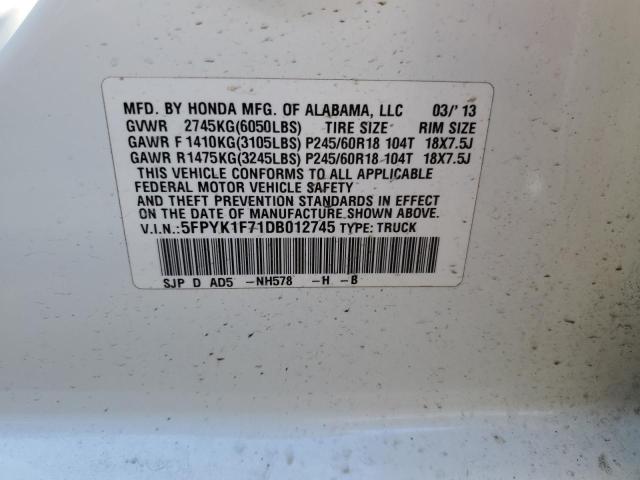 MFD. BY HONDA MFG. OF ALABAMA, LLC 03/'13
GVWR 2745KG(6050LBS) TIRE SIZE RIM SIZE
GAWR F 1410KG(3105LBS) P245/60R18 104T 18X7.5J
GAWR R 1475KG(3245LBS) P245/60R18 104T 18X7.5J
THIS VEHICLE CONFORMS TO ALL APPLICABLE
FEDERAL MOTOR VEHICLE SAFETY
AND THEFT PREVENTION STANDARDS IN EFFECT
ON THE DATE OF MANUFACTURE SHOWN ABOVE.
V.I.N.:5FPYK1F71DB012745 TYPE: TRUCK
SJP D AD5 -NH578 -H -B